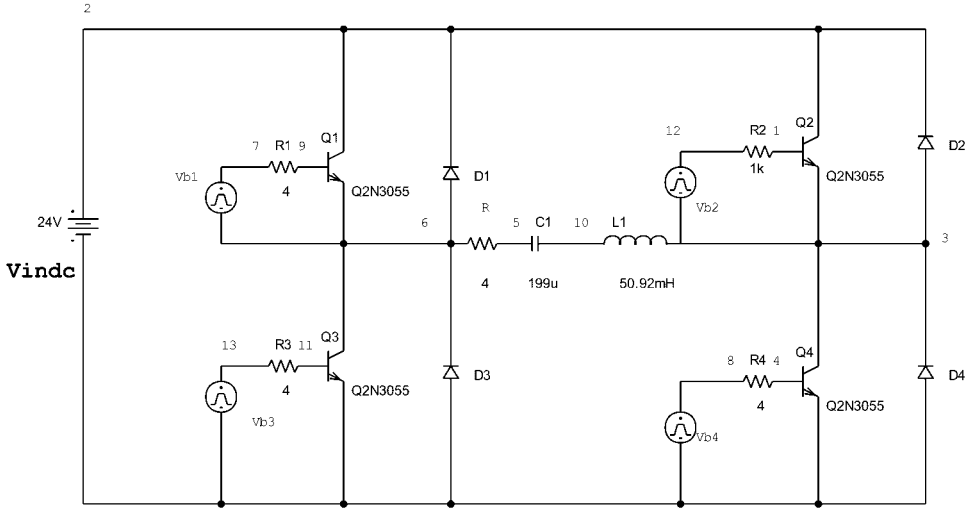 2
Q1
7 R1 9
Vb1
4
Q2N3055
D1
12 R2 1 Q2
1k
Vb2
Q2N3055
D2
24V
Vindc
6 R 5 C1 10 L1 3
4 199u 50.92mH
13 R3 11 Q3
4
Q2N3055
Vb3
D3
8 R4 4 Q4
4
Q2N3055
Vb4
D4